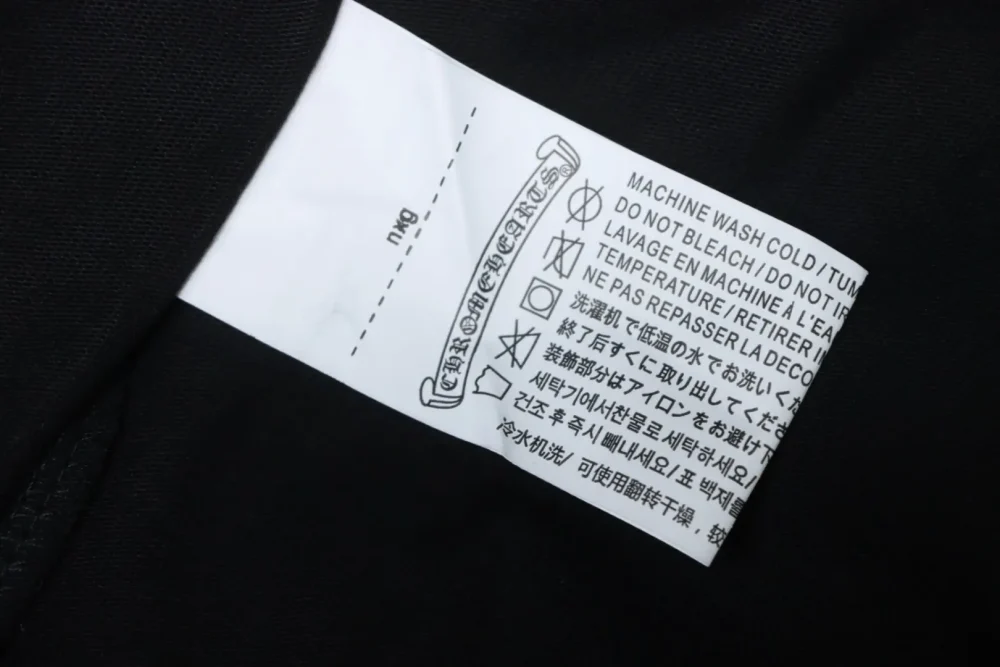 nxg
CHROME HEARTS®
MACHINE WASH COLD / TUM
DO NOT BLEACH / DO NOT IR
LAVAGE EN MACHINE À L'EA
TEMPERATURE / RETIRER I
NE PAS REPASSER LA DECO
洗濯机で低温の水でお洗いくだ
終了后すぐに取り出してくださ
装飾部分はアイロンをお避け下
세탁기에서찬물로 세탁하세요/
건조 후 즉시 빼내세요/표 백제를
冷水机洗/ 可使用翻转干燥，较